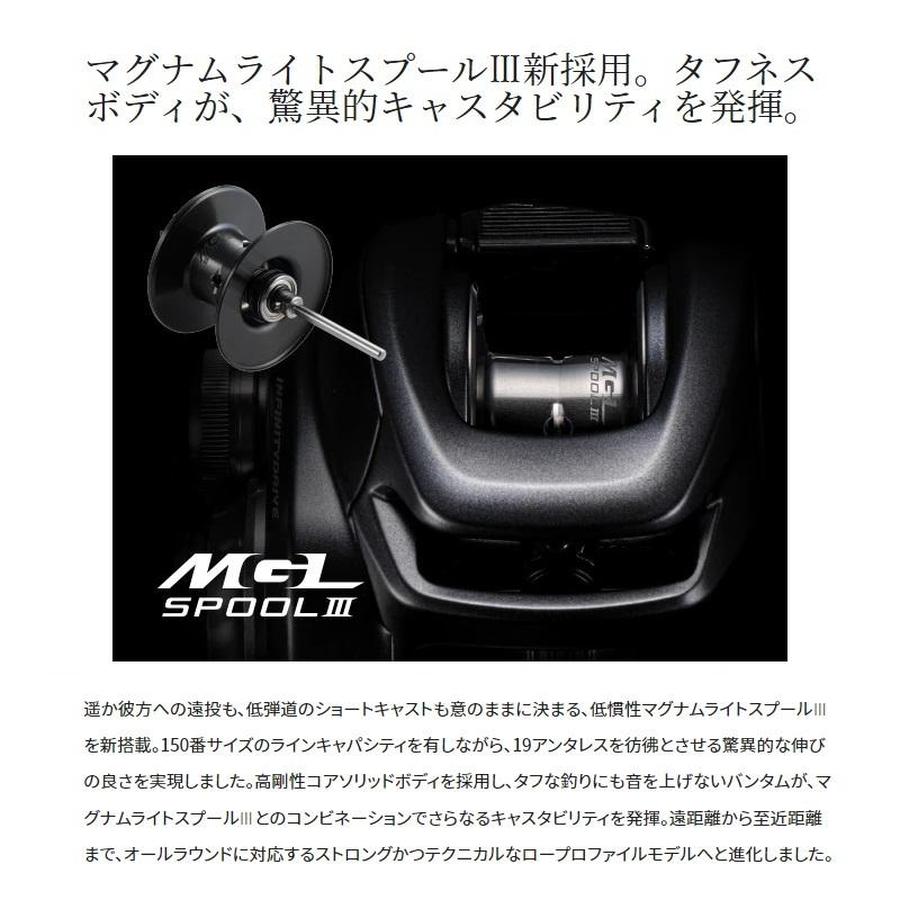 マグナムライトスプールⅢ新採用。タフネス
ボディが、驚異的キャスタビリティを発揮。
MGL
SPOOLⅢ
INFINITYDRIVE
MGL
SPOOLⅢ
遥か彼方への遠投も、低弾道のショートキャストも意のままに決まる、低慣性マグナムライトスプールⅢ
を新搭載。150番サイズのラインキャパシティを有しながら、19アンタレスを彷彿とさせる驚異的な伸び
の良さを実現しました。高剛性コアソリッドボディを採用し、タフな釣りにも音を上げないバンタムが、マ
グナムライトスプールⅢとのコンビネーションでさらなるキャスタビリティを発揮。遠距離から至近距離
まで、オールラウンドに対応するストロングかつテクニカルなロープロファイルモデルへと進化しました。